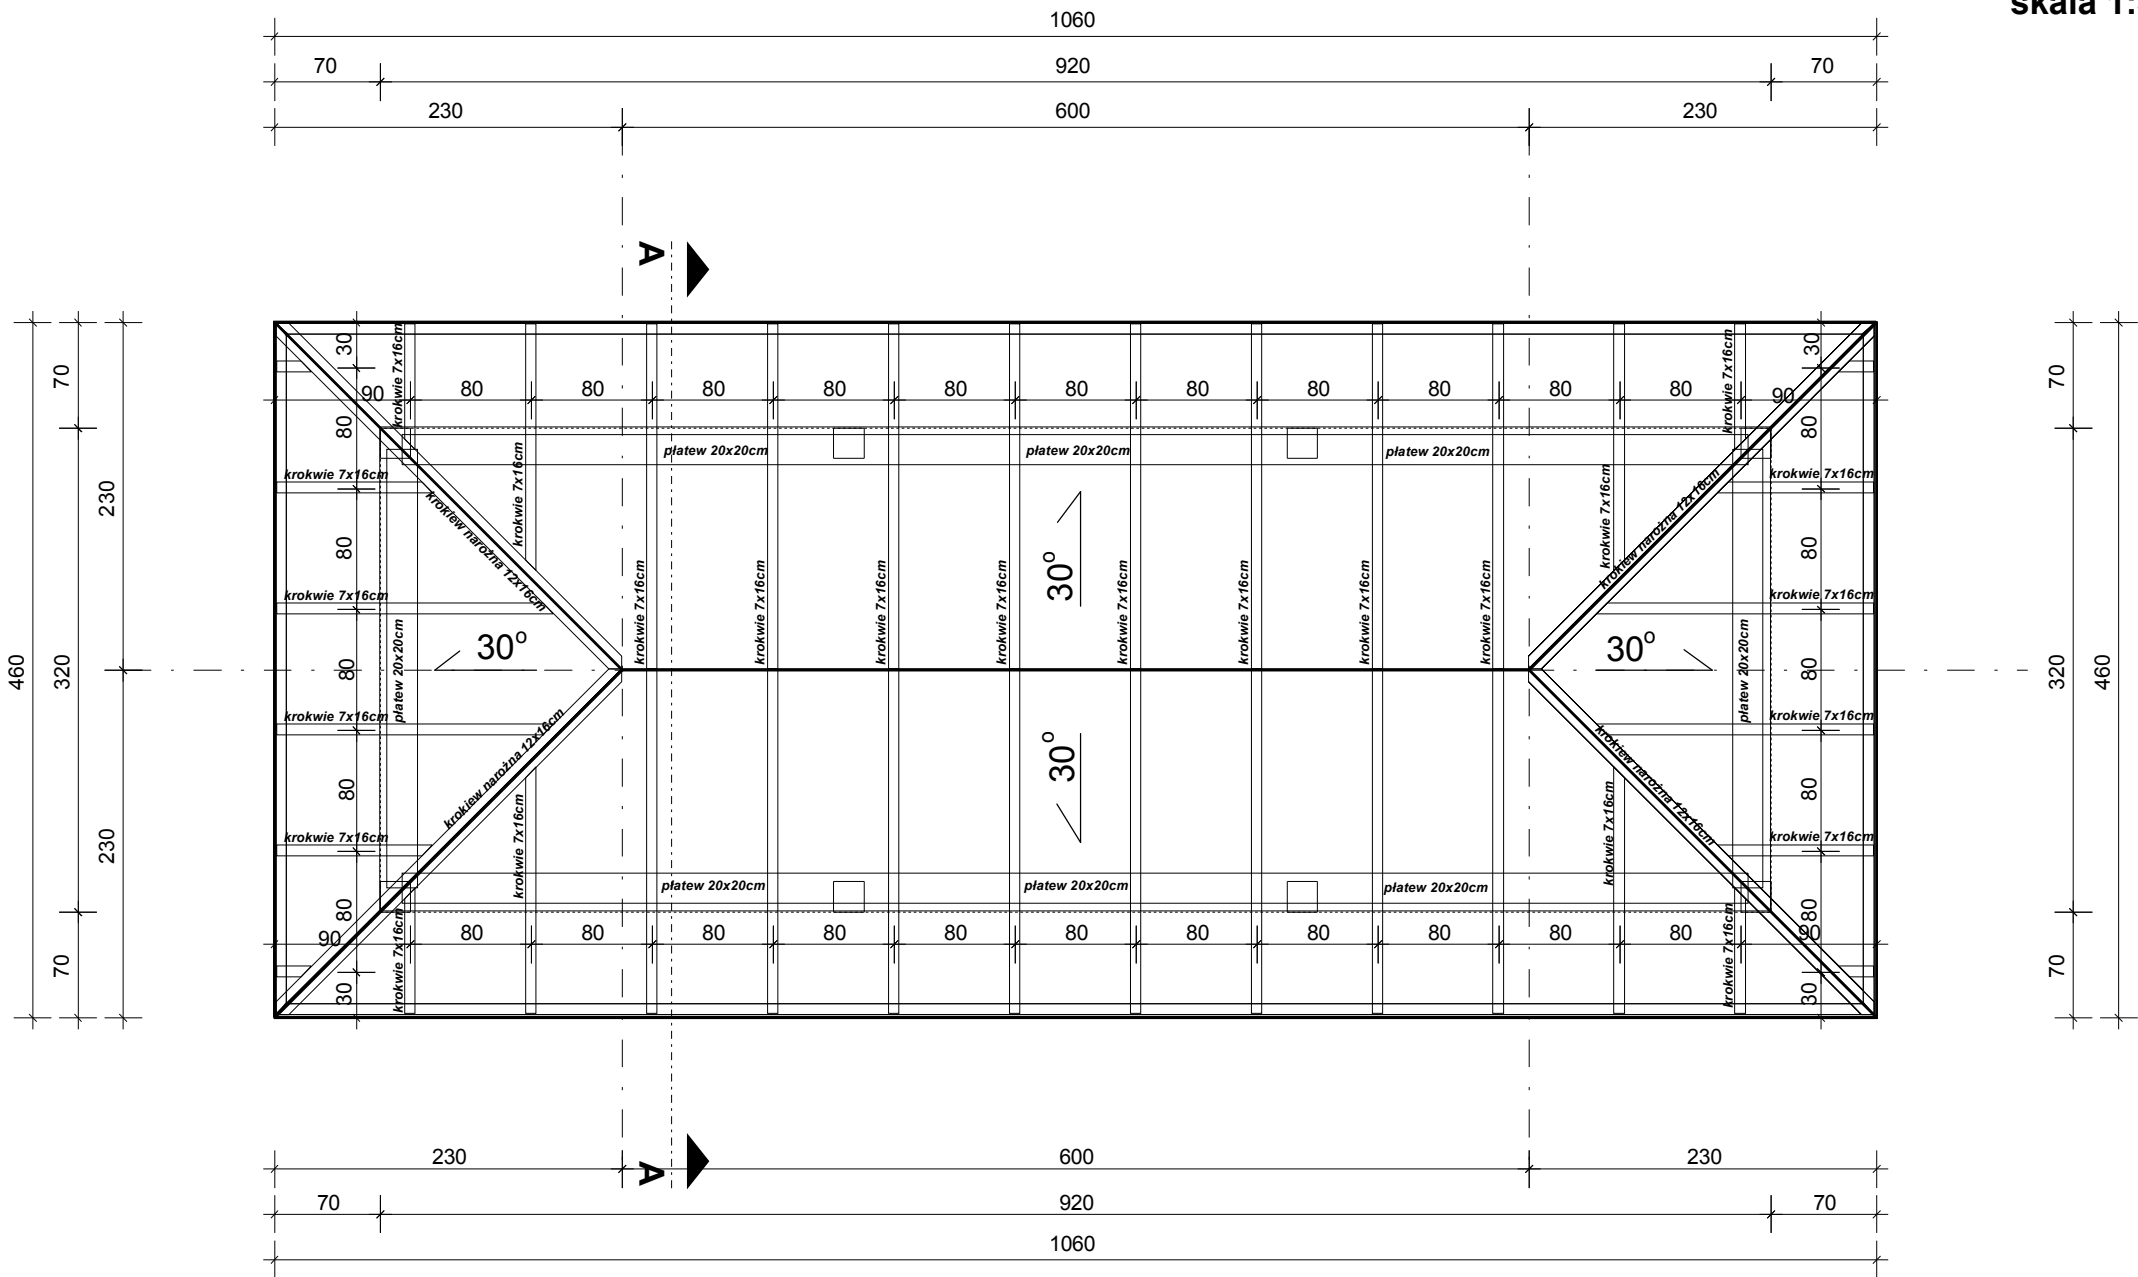 skala 1:
1060
70 920 70
230 600 230
A
30 30
krokwie 7x16cm krokwie 7x16cm
70 70
90 80 80 80 80 80 80 80 80 80 80 80 90
80 80
płatew 20x20cm płatew 20x20cm płatew 20x20cm
krokwie 7x16cm krokwie 7x16cm
230
krokiew narożna 12x16cm krokwie 7x16cm krokwie 7x16cm krokiew narożna 12x16cm
80 80
30°
krokwie 7x16cm krokwie 7x16cm
krokwie 7x16cm krokwie 7x16cm krokwie 7x16cm krokwie 7x16cm krokwie 7x16cm krokwie 7x16cm krokwie 7x16cm krokwie 7x16cm
30° 30°
460 320 80 płatew 20x20cm płatew 20x20cm 80 320 460
krokwie 7x16cm krokwie 7x16cm
30°
krokiew narożna 12x16cm krokiew narożna 12x16cm
80 80
230
krokwie 7x16cm krokwie 7x16cm krokwie 7x16cm krokwie 7x16cm
płatew 20x20cm płatew 20x20cm płatew 20x20cm
80 80
90 80 80 80 80 80 80 80 80 80 80 80 90
70 70
krokwie 7x16cm krokwie 7x16cm
30 30
230 600 230
A
70 920 70
1060